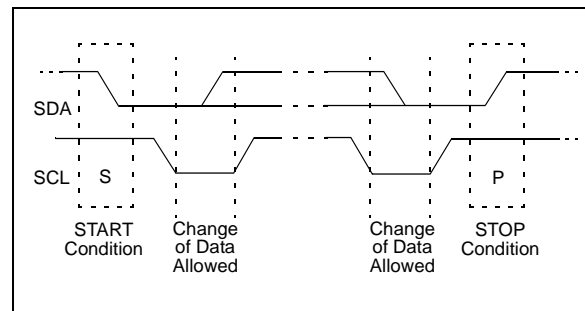 SDA
SCL
S
P
START
Condition
Change
of Data
Allowed
Change
of Data
Allowed
STOP
Condition